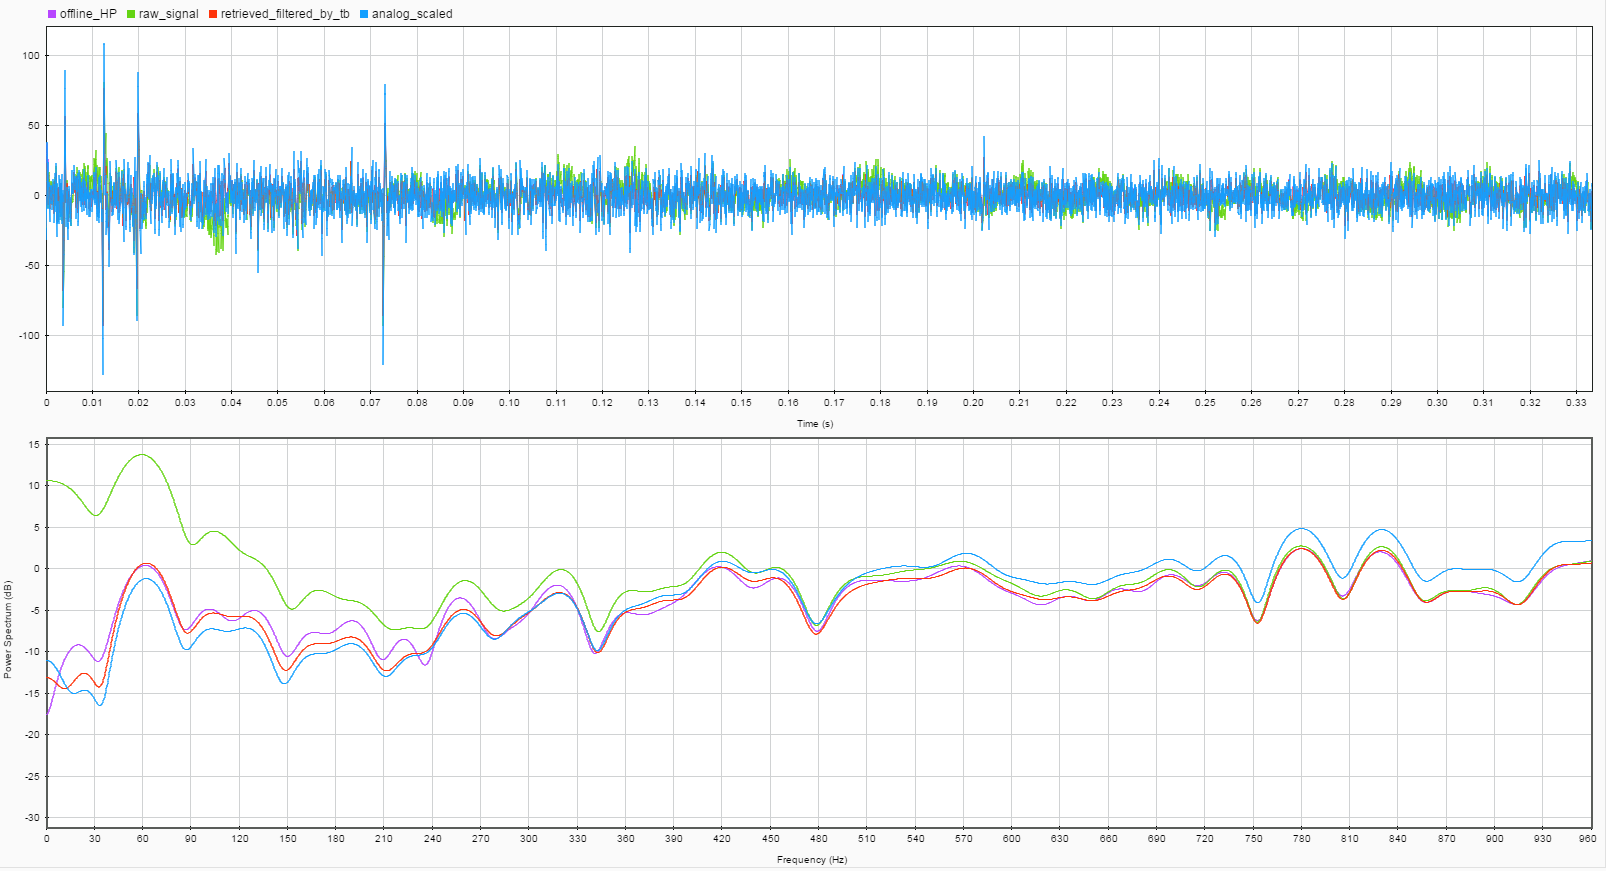 offline_HP raw_signal retrieved_filtered_by_tb analog_scaled
100
50
0
-50
-100
0 0.01 0.02 0.03 0.04 0.05 0.06 0.07 0.08 0.09 0.10 0.11 0.12 0.13 0.14 0.15 0.16 0.17 0.18 0.19 0.20 0.21 0.22 0.23 0.24 0.25 0.26 0.27 0.28 0.29 0.30 0.31 0.32 0.33
Time (s)
15
10
5
0
-5
-10
-15
-20
-25
-30
Power Spectrum (dB)
0 30 60 90 120 150 180 210 240 270 300 330 360 390 420 450 480 510 540 570 600 630 660 690 720 750 780 810 840 870 900 930 960
Frequency (Hz)